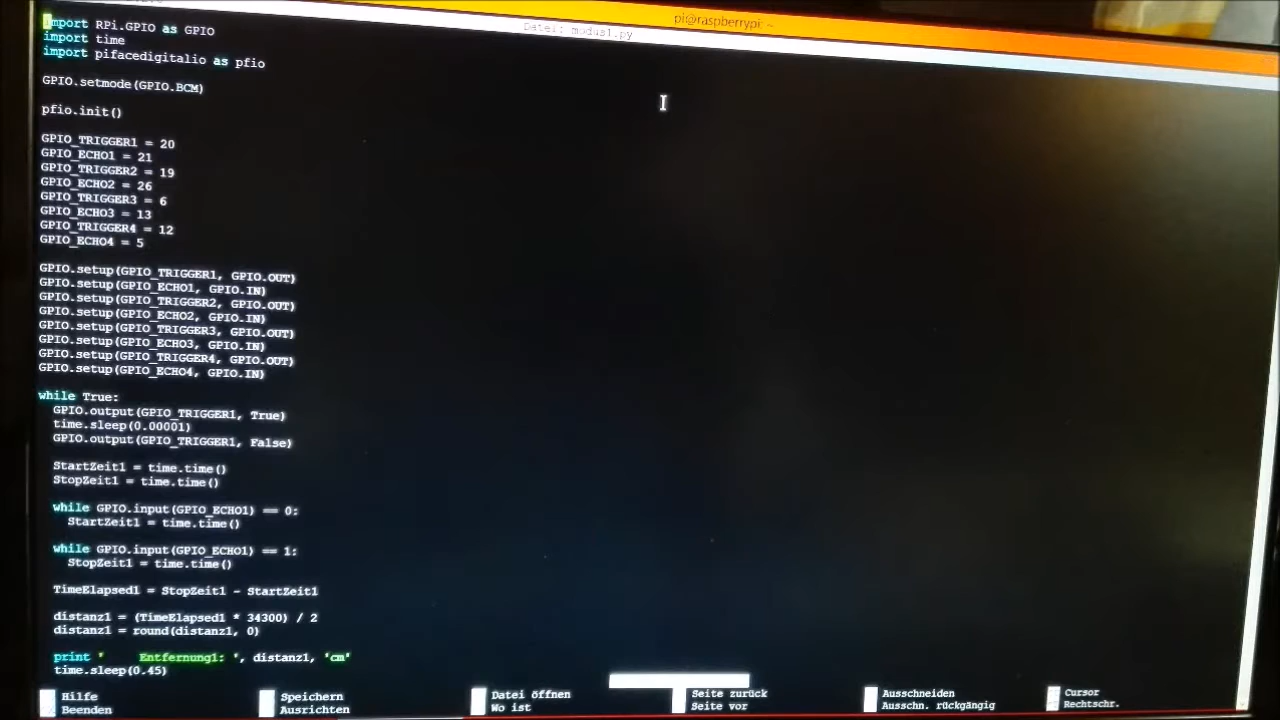 pi@raspberrypi: ~
Datei: modus1.py
import RPi.GPIO as GPIO
import time
import pifacedigitalio as pfio
GPIO.setmode(GPIO.BCM)
pfio.init()
GPIO_TRIGGER1 = 20
GPIO_ECHO1 = 21
GPIO_TRIGGER2 = 19
GPIO_ECHO2 = 26
GPIO_TRIGGER3 = 6
GPIO_ECHO3 = 13
GPIO_TRIGGER4 = 12
GPIO_ECHO4 = 5
GPIO.setup(GPIO_TRIGGER1, GPIO.OUT)
GPIO.setup(GPIO_ECHO1, GPIO.IN)
GPIO.setup(GPIO_TRIGGER2, GPIO.OUT)
GPIO.setup(GPIO_ECHO2, GPIO.IN)
GPIO.setup(GPIO_TRIGGER3, GPIO.OUT)
GPIO.setup(GPIO_ECHO3, GPIO.IN)
GPIO.setup(GPIO_TRIGGER4, GPIO.OUT)
GPIO.setup(GPIO_ECHO4, GPIO.IN)
while True:
  GPIO.output(GPIO_TRIGGER1, True)
  time.sleep(0.00001)
  GPIO.output(GPIO_TRIGGER1, False)
  StartZeit1 = time.time()
  StopZeit1 = time.time()
  while GPIO.input(GPIO_ECHO1) == 0:
    StartZeit1 = time.time()
  while GPIO.input(GPIO_ECHO1) == 1:
    StopZeit1 = time.time()
  TimeElapsed1 = StopZeit1 - StartZeit1
  distanz1 = (TimeElapsed1 * 34300) / 2
  distanz1 = round(distanz1, 0)
  print '     Entfernung1: ', distanz1, 'cm'
  time.sleep(0.45)
Hilfe Speichern Datei öffnen Seite zurück Ausschneiden Cursor
Beenden Ausrichten Wo ist Seite vor Ausschn. rückgängig Rechtschr.